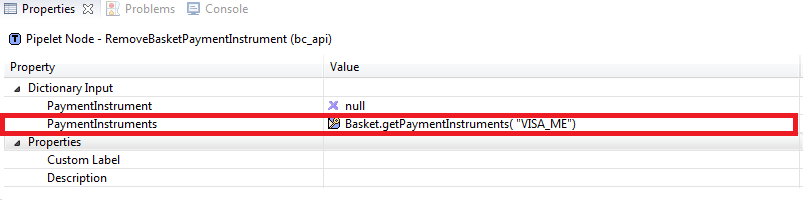 Properties Problems Console
Pipelet Node - RemoveBasketPaymentInstrument (bc_api)
Property Value
Dictionary Input
PaymentInstrument null
PaymentInstruments Basket.getPaymentInstruments( "VISA_ME")
Properties
Custom Label
Description